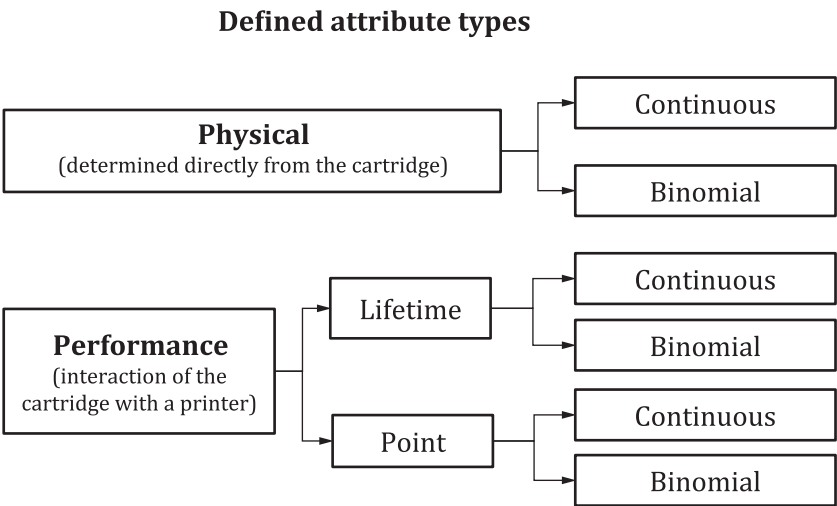 Defined attribute types
Physical
(determined directly from the cartridge)
Continuous
Binomial
Performance
(interaction of the
cartridge with a printer)
Lifetime
Continuous
Binomial
Point
Continuous
Binomial